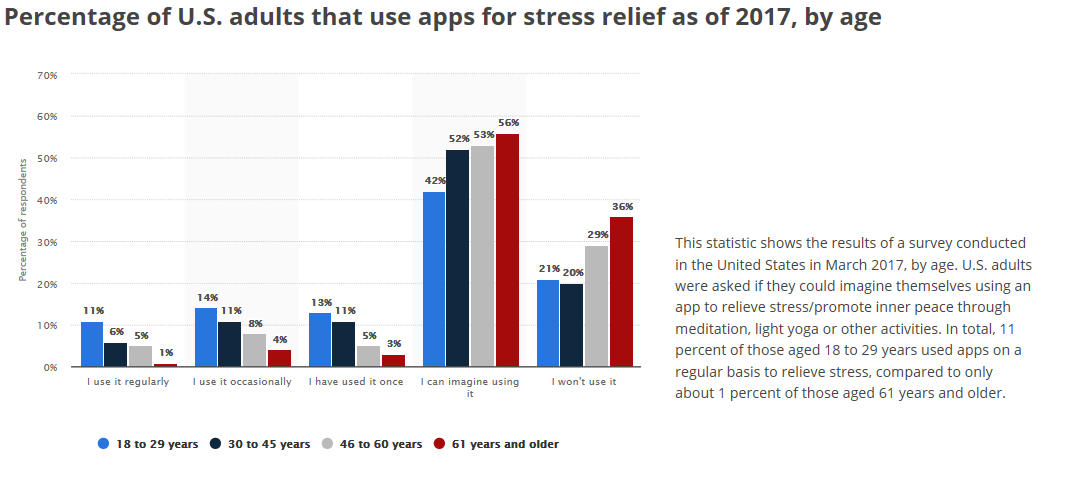 Percentage of U.S. adults that use apps for stress relief as of 2017, by age
70%
60%
50%
40%
30%
20%
10%
0%
Percentage of respondents
11%
6%
5%
1%
14%
11%
8%
4%
13%
11%
5%
3%
42%
52%
53%
56%
21%
20%
29%
36%
I use it regularly
I use it occasionally
I have used it once
I can imagine using
it
I won't use it
18 to 29 years
30 to 45 years
46 to 60 years
61 years and older
This statistic shows the results of a survey conducted
in the United States in March 2017, by age. U.S. adults
were asked if they could imagine themselves using an
app to relieve stress/promote inner peace through
meditation, light yoga or other activities. In total, 11
percent of those aged 18 to 29 years used apps on a
regular basis to relieve stress, compared to only
about 1 percent of those aged 61 years and older.